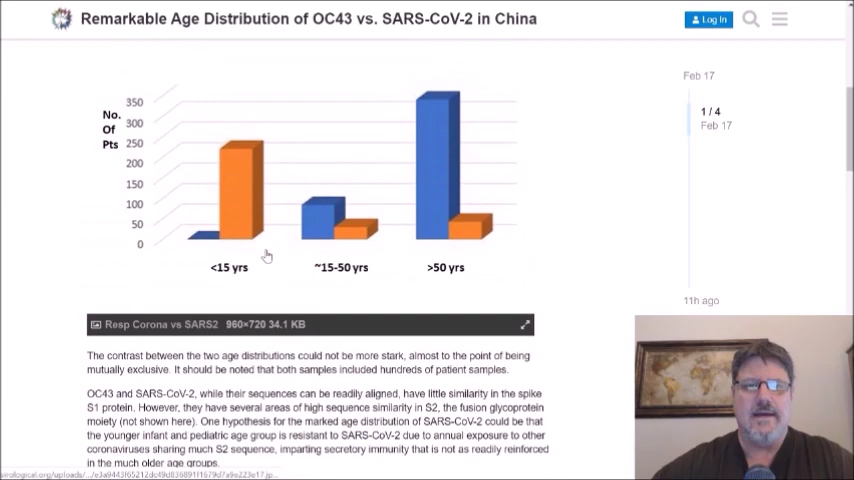 Remarkable Age Distribution of OC43 vs. SARS-CoV-2 in China
Log In
Feb 17
1 / 4
Feb 17
11h ago
No.
Of
Pts
350
300
250
200
150
100
50
0
<15 yrs
~15-50 yrs
>50 yrs
Resp Corona vs SARS2 960×720 34.1 KB
The contrast between the two age distributions could not be more stark, almost to the point of being
mutually exclusive. It should be noted that both samples included hundreds of patient samples.
OC43 and SARS-CoV-2, while their sequences can be readily aligned, have little similarity in the spike
S1 protein. However, they have several areas of high sequence similarity in S2, the fusion glycoprotein
moiety (not shown here). One hypothesis for the marked age distribution of SARS-CoV-2 could be that
the younger infant and pediatric age group is resistant to SARS-CoV-2 due to annual exposure to other
coronaviruses sharing much S2 sequence, imparting secretory immunity that is not as readily reinforced
in the much older age groups.